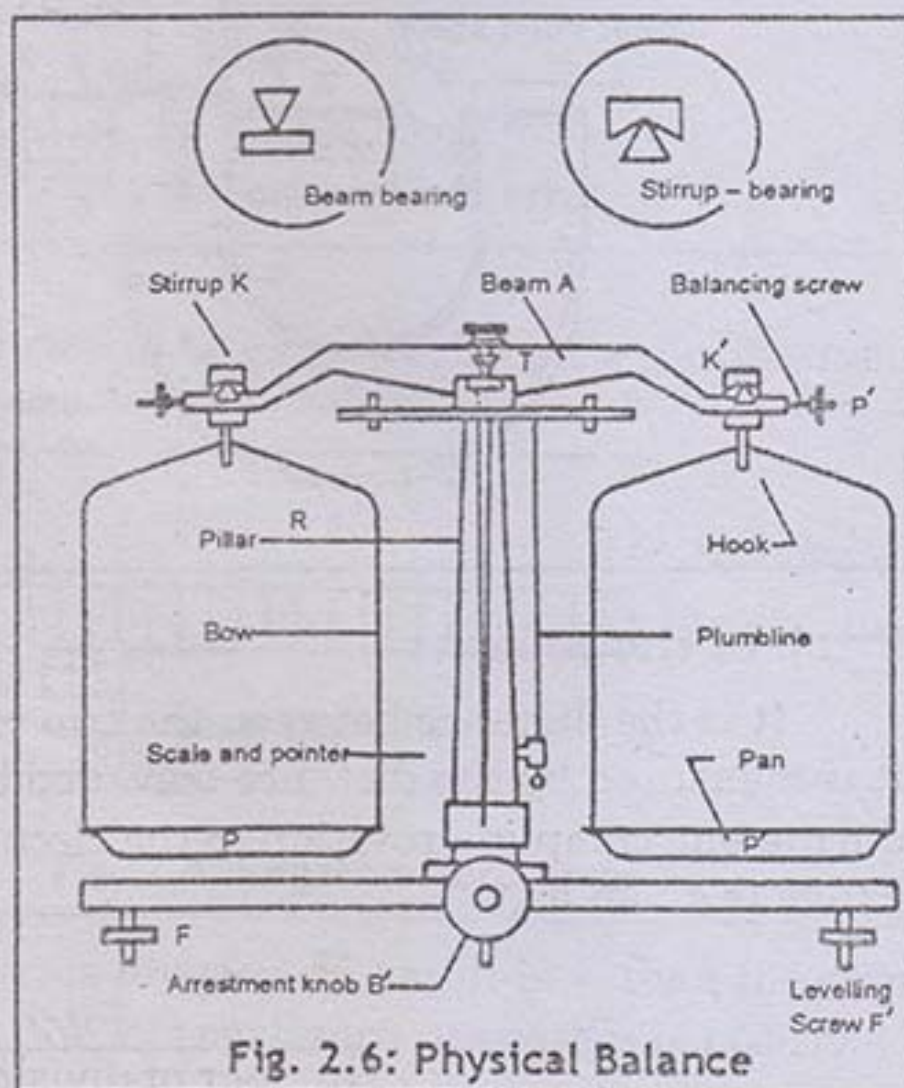 Beam bearing
Stirrup – bearing
Stirrup K
Beam A
Balancing screw
T
K′
P′
R
Pillar
Hook
Bow
Plumbline
Scale and pointer
Pan
P
P′
F
Arrestment knob B′
Levelling
Screw F′
Fig. 2.6: Physical Balance